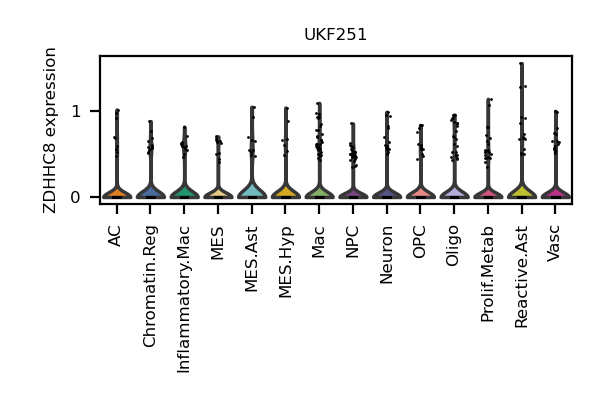 UKF251
ZDHHC8 expression
1
0
AC
Chromatin.Reg
Inflammatory.Mac
MES
MES.Ast
MES.Hyp
Mac
NPC
Neuron
OPC
Oligo
Prolif.Metab
Reactive.Ast
Vasc